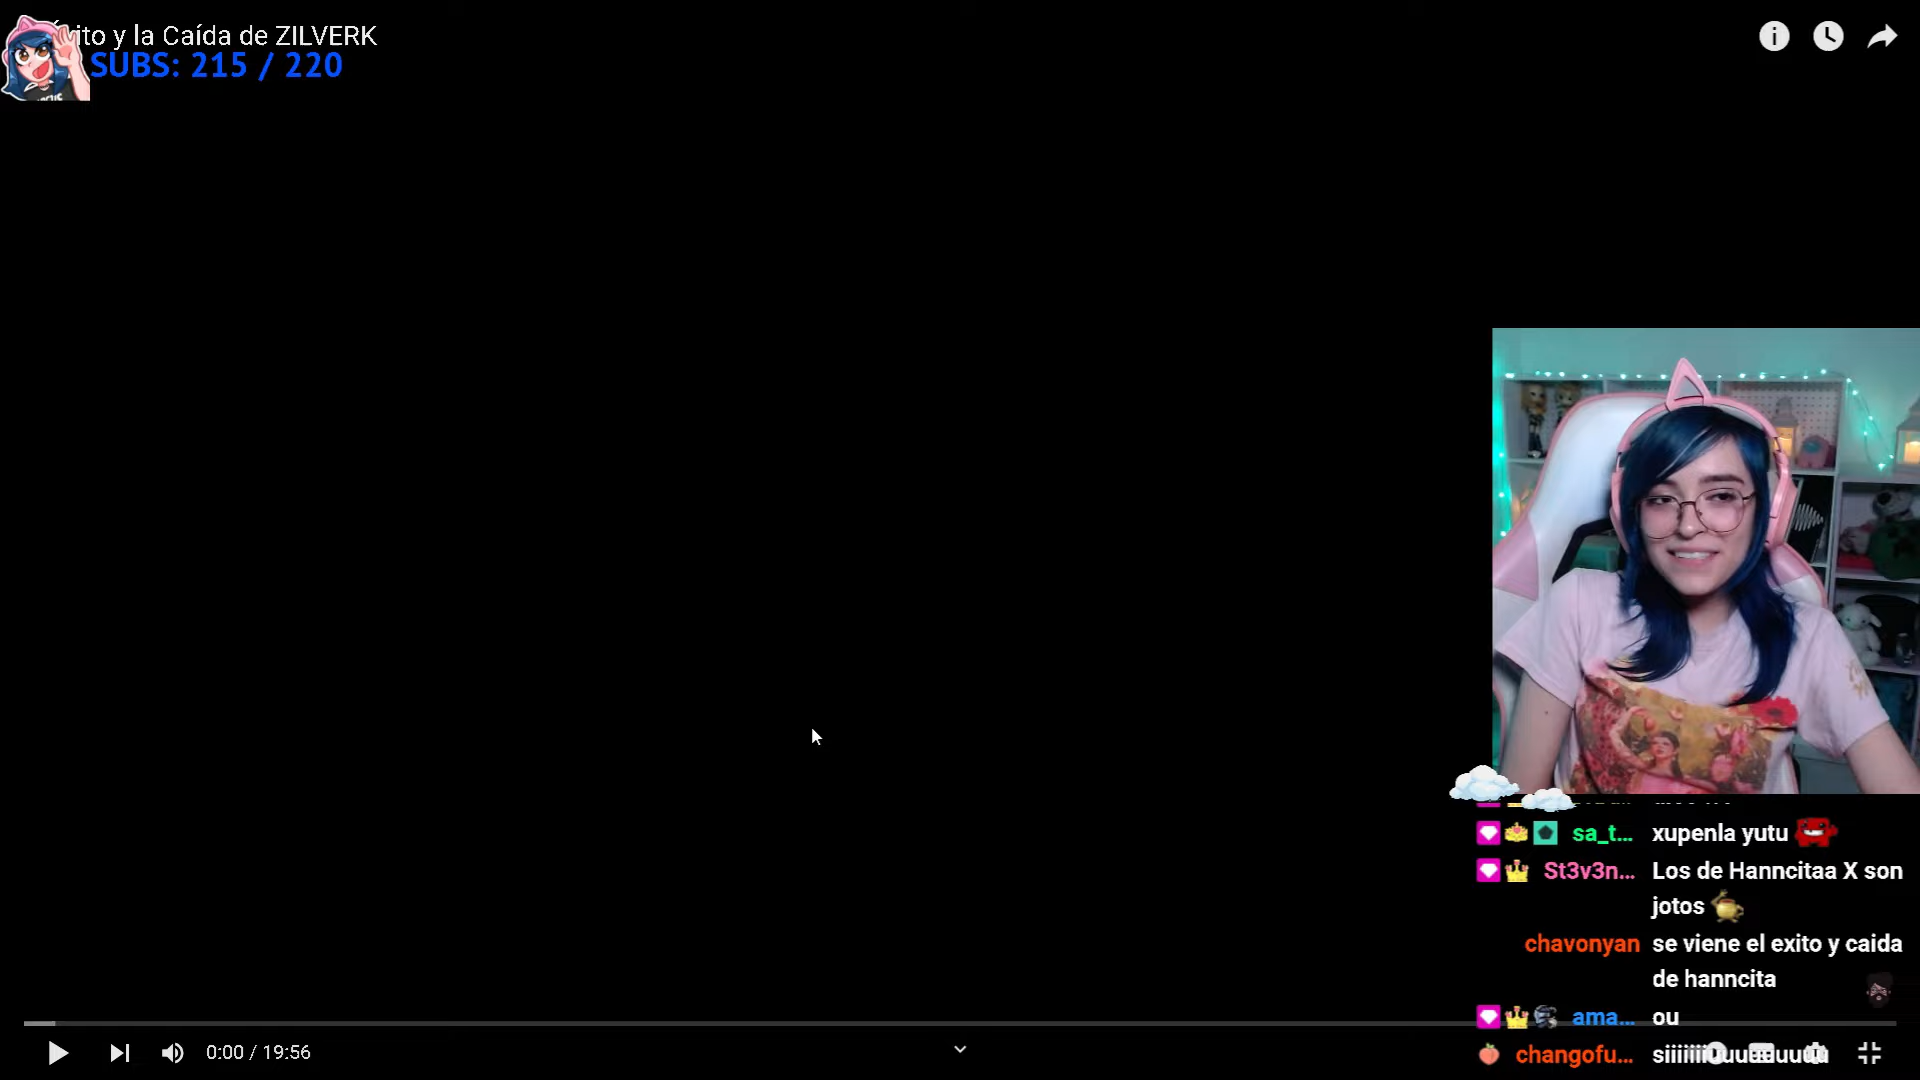 ito y la Caída de ZILVERK
SUBS: 215 / 220
sa_t... xupenla yutu
St3v3n... Los de Hanncitaa X son
jotos
chavonyan se viene el exito y caida
de hanncita
ama... ou
changofu...
0:00 / 19:56